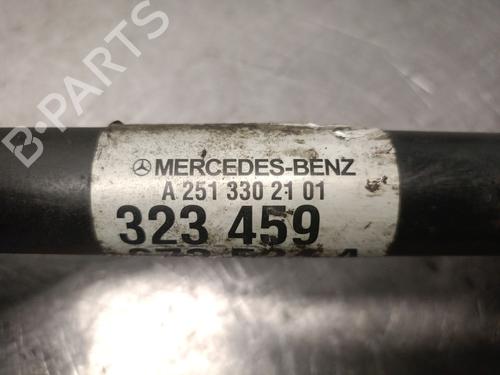 MERCEDES-BENZ
A 251 330 21 01
323 459
B-PARTS